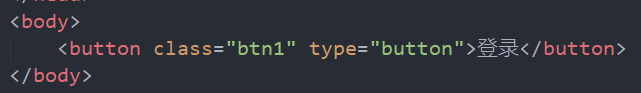 <body>
<button class="btn1" type="button">登录</button>
</body>